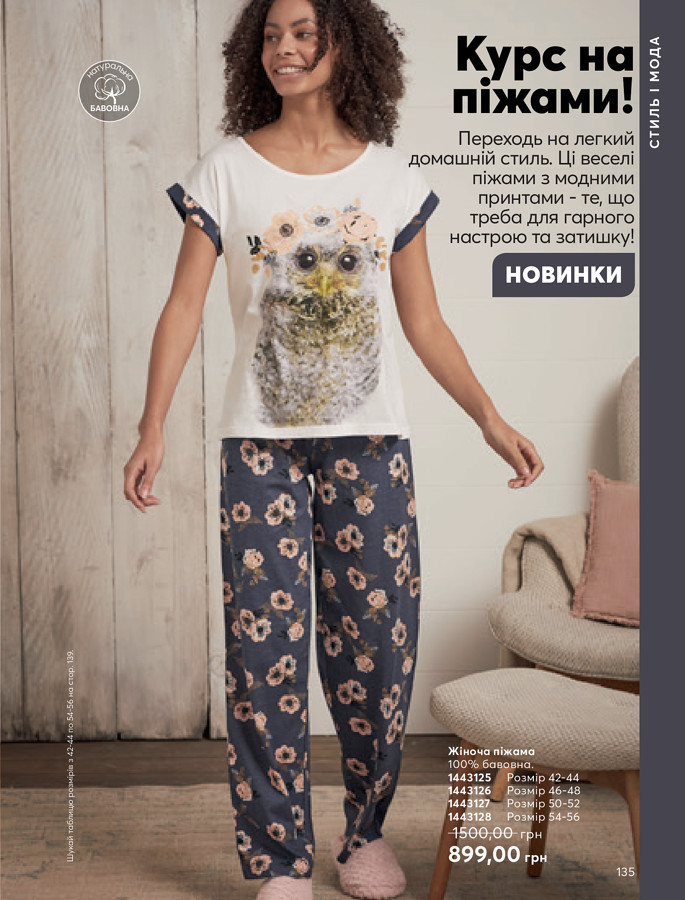 натуральна
БАВОВНА
Курс на
піжами!
Переходь на легкий
домашній стиль. Ці веселі
піжами з модними
принтами - те, що
треба для гарного
настрою та затишку!
НОВИНКИ
СТИЛЬ І МОДА
Шукай таблицю розмірів з 42-44 по 54-56 на стор. 139.
Жіноча піжама
100% бавовна.
1443125 Розмір 42-44
1443126 Розмір 46-48
1443127 Розмір 50-52
1443128 Розмір 54-56
1500,00 грн
899,00 грн
135